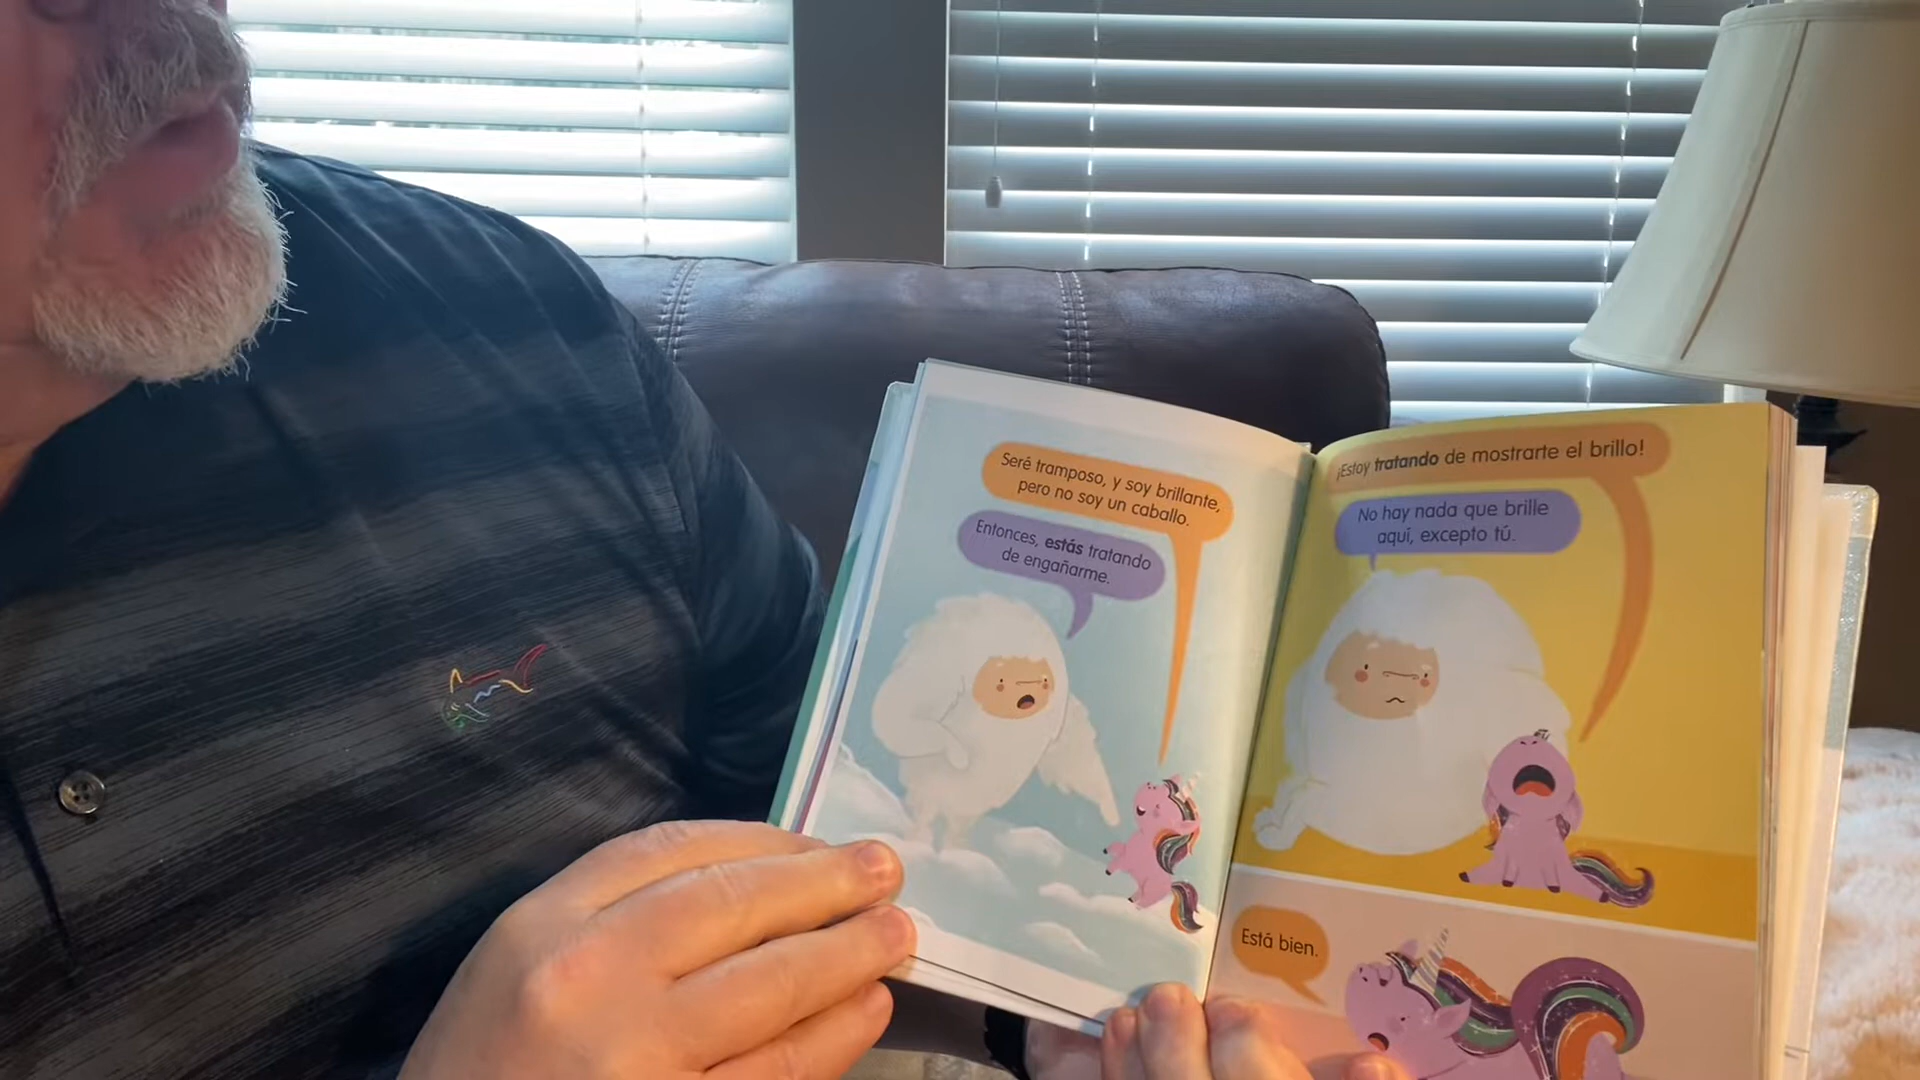 Seré tramposo, y soy brillante,
pero no soy un caballo.
Entonces, estás tratando
de engañarme.
¡Estoy tratando de mostrarte el brillo!
No hay nada que brille
aquí, excepto tú.
Está bien.